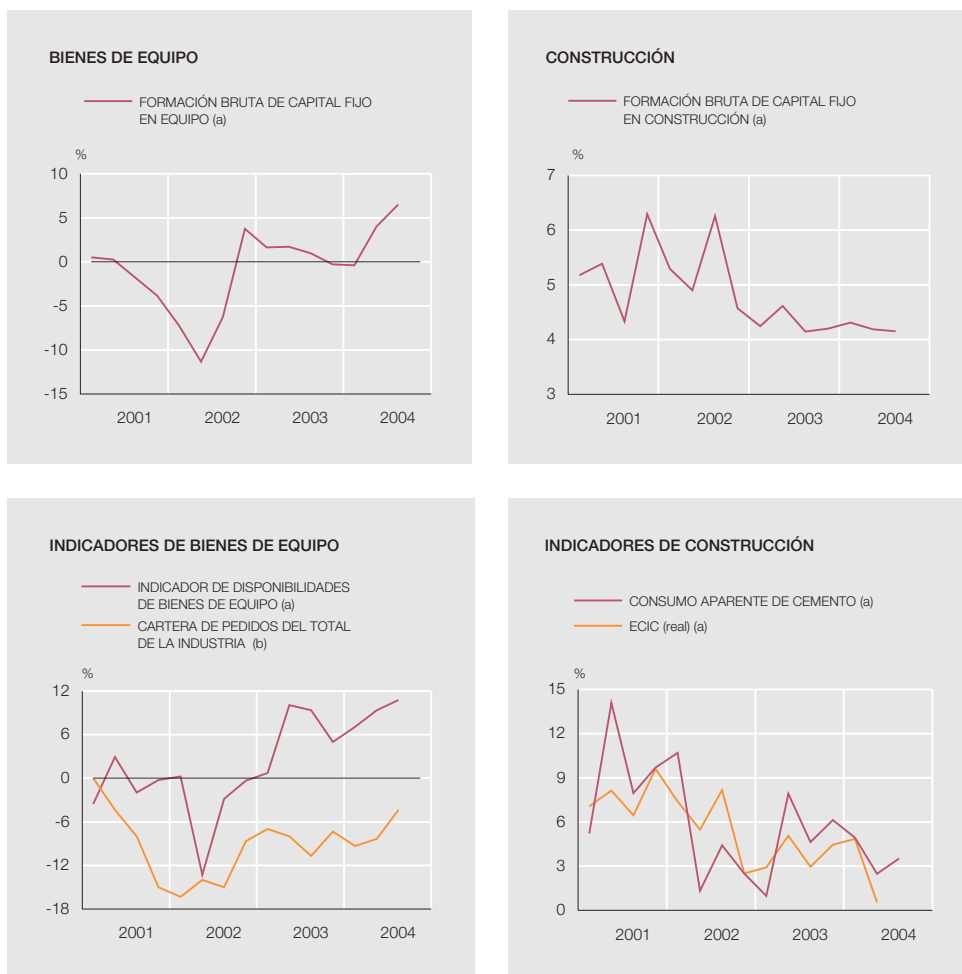 BIENES DE EQUIPO
FORMACIÓN BRUTA DE CAPITAL FIJO
EN EQUIPO (a)
%
10
5
0
-5
-10
-15
2001 2002 2003 2004
CONSTRUCCIÓN
FORMACIÓN BRUTA DE CAPITAL FIJO
EN CONSTRUCCIÓN (a)
%
7
6
5
4
3
2001 2002 2003 2004
INDICADORES DE BIENES DE EQUIPO
INDICADOR DE DISPONIBILIDADES
DE BIENES DE EQUIPO (a)
CARTERA DE PEDIDOS DEL TOTAL
DE LA INDUSTRIA (b)
%
12
6
0
-6
-12
-18
2001 2002 2003 2004
INDICADORES DE CONSTRUCCIÓN
CONSUMO APARENTE DE CEMENTO (a)
ECIC (real) (a)
%
15
12
9
6
3
0
2001 2002 2003 2004